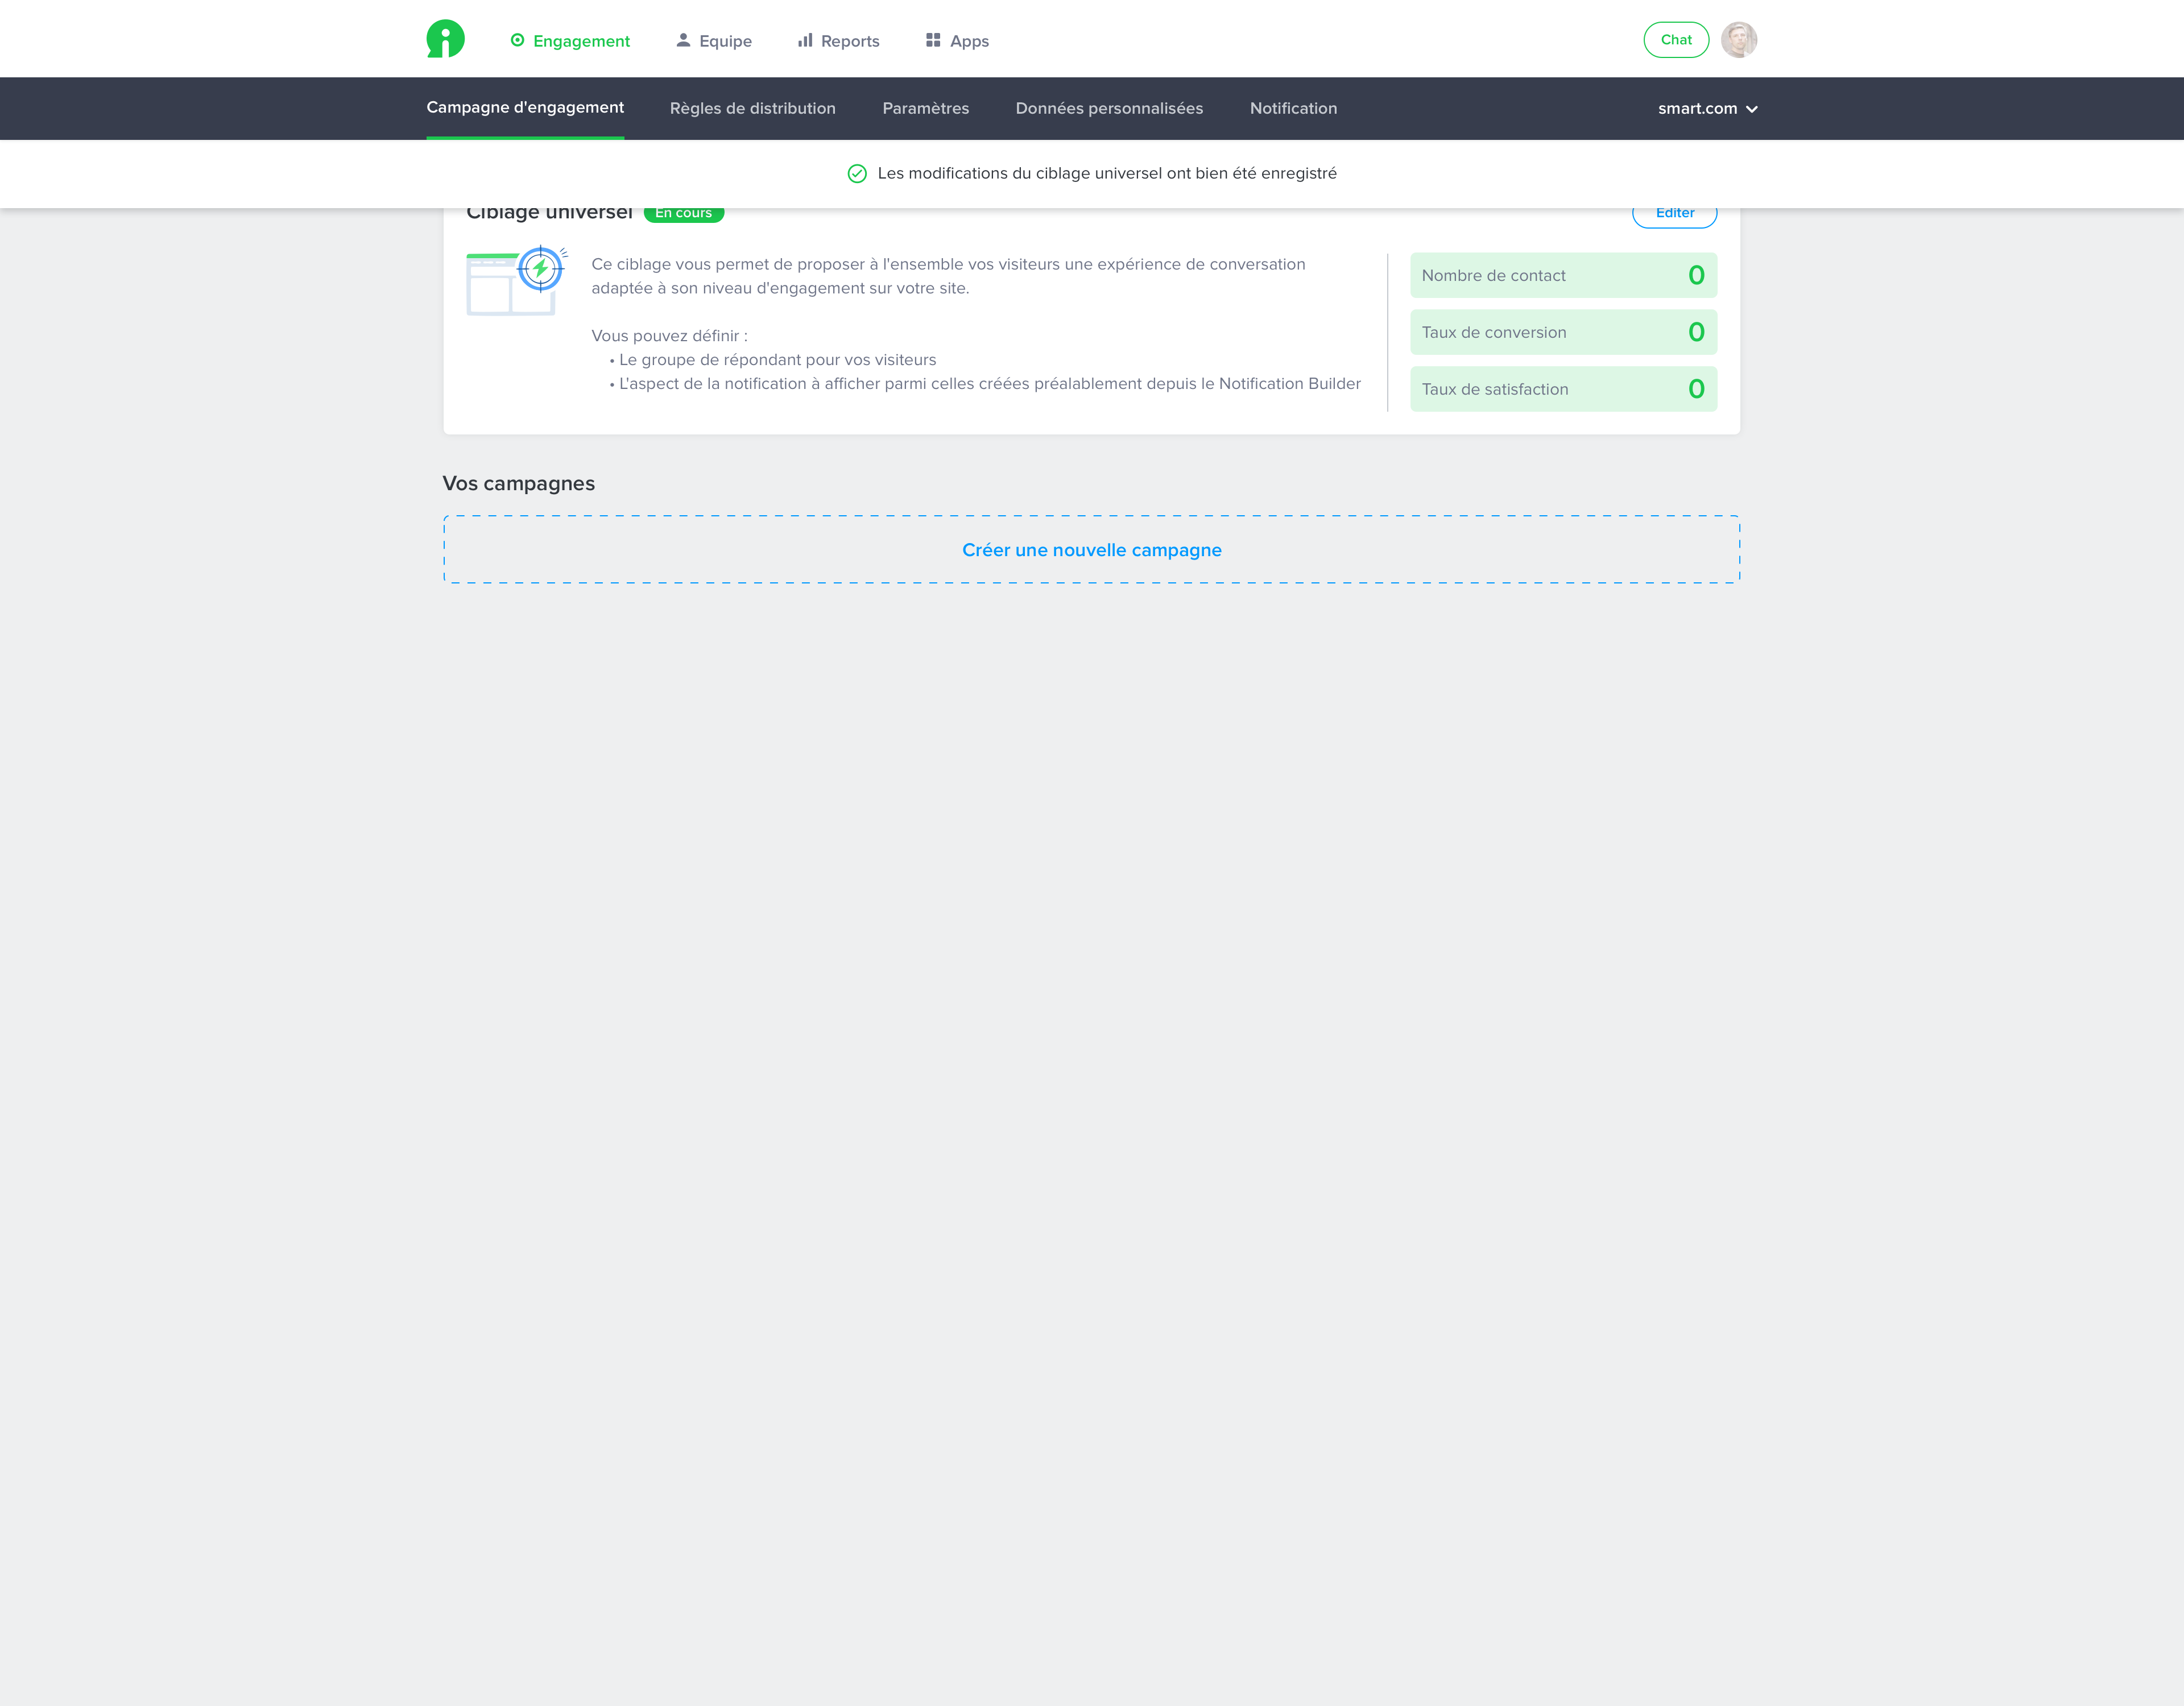 Engagement
Equipe
Reports
Apps
Chat
Campagne d'engagement
Règles de distribution
Paramètres
Données personnalisées
Notification
smart.com
Les modifications du ciblage universel ont bien été enregistré
Ciblage universel
En cours
Editer
Ce ciblage vous permet de proposer à l'ensemble vos visiteurs une expérience de conversation
adaptée à son niveau d'engagement sur votre site.
Vous pouvez définir :
• Le groupe de répondant pour vos visiteurs
• L'aspect de la notification à afficher parmi celles créées préalablement depuis le Notification Builder
Nombre de contact 0
Taux de conversion 0
Taux de satisfaction 0
Vos campagnes
Créer une nouvelle campagne